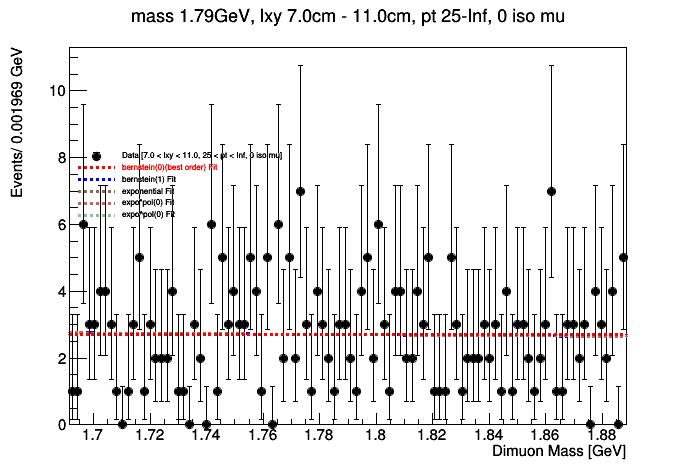 mass 1.79GeV, lxy 7.0cm - 11.0cm, pt 25-Inf, 0 iso mu
Events/ 0.001969 GeV
10
8
6
4
2
0
Data [7.0 < lxy < 11.0, 25 < pt < Inf, 0 iso mu]
bernstein(0)(best order) Fit
bernstein(1) Fit
exponential Fit
expo*pol(0) Fit
expo*pol(0) Fit
1.7 1.72 1.74 1.76 1.78 1.8 1.82 1.84 1.86 1.88
Dimuon Mass [GeV]